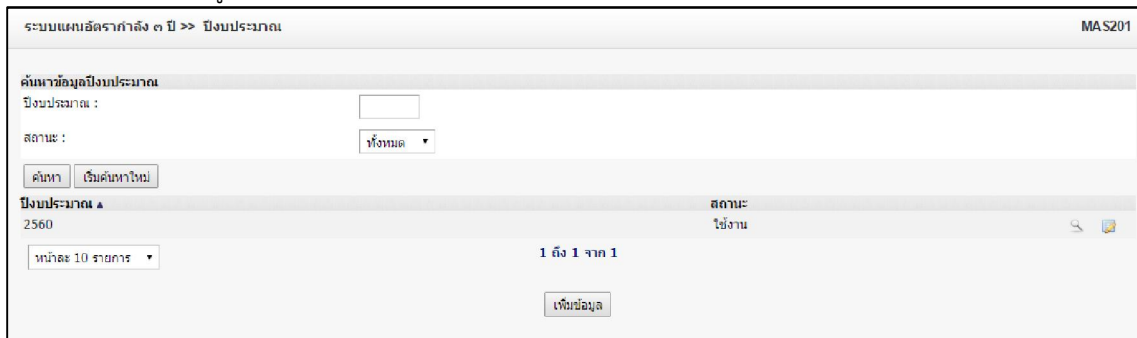 ระบบแผนอัตรากำลัง ๓ ปี >> ปีงบประมาณ MAS201
ค้นหาข้อมูลปีงบประมาณ
ปีงบประมาณ :
สถานะ : ทั้งหมด
ค้นหา เริ่มค้นหาใหม่
ปีงบประมาณ ▲ สถานะ
2560 ใช้งาน
หน้าละ 10 รายการ 1 ถึง 1 จาก 1
เพิ่มข้อมูล